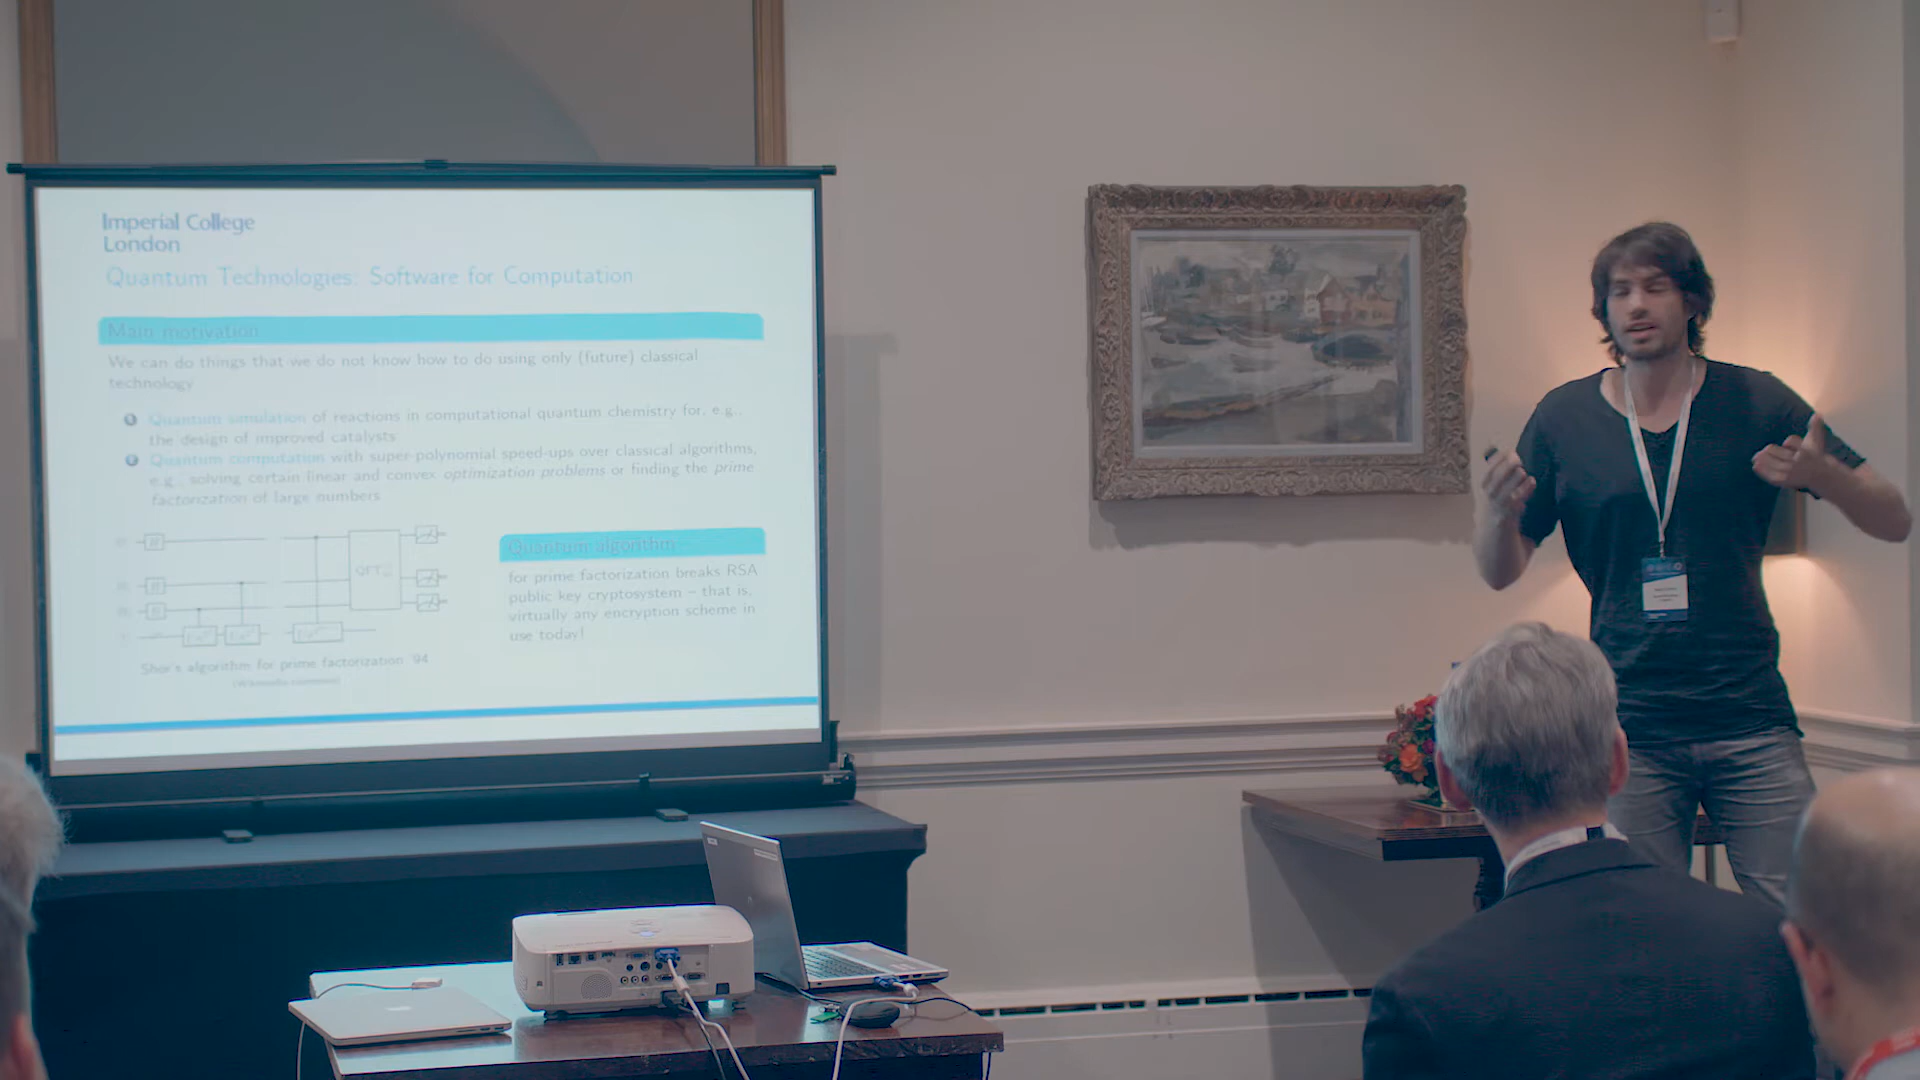 Imperial College
London
Quantum Technologies: Software for Computation
Main motivation
We can do things that we do not know how to do using only (future) classical
technology
1 Quantum simulation of reactions in computational quantum chemistry for, e.g.,
the design of improved catalysts
2 Quantum computation with super-polynomial speed-ups over classical algorithms,
e.g., solving certain linear and convex optimization problems or finding the prime
factorization of large numbers
QFT
Quantum algorithm
for prime factorization breaks RSA
public key cryptosystem – that is,
virtually any encryption scheme in
use today!
Shor's algorithm for prime factorization '94